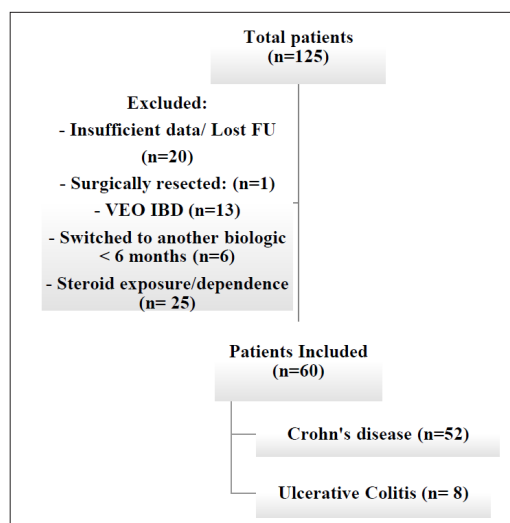 Total patients
(n=125)
Excluded:
- Insufficient data/ Lost FU
(n=20)
- Surgically resected: (n=1)
- VEO IBD (n=13)
- Switched to another biologic
< 6 months (n=6)
- Steroid exposure/dependence
(n= 25)
Patients Included
(n=60)
Crohn's disease (n=52)
Ulcerative Colitis (n= 8)